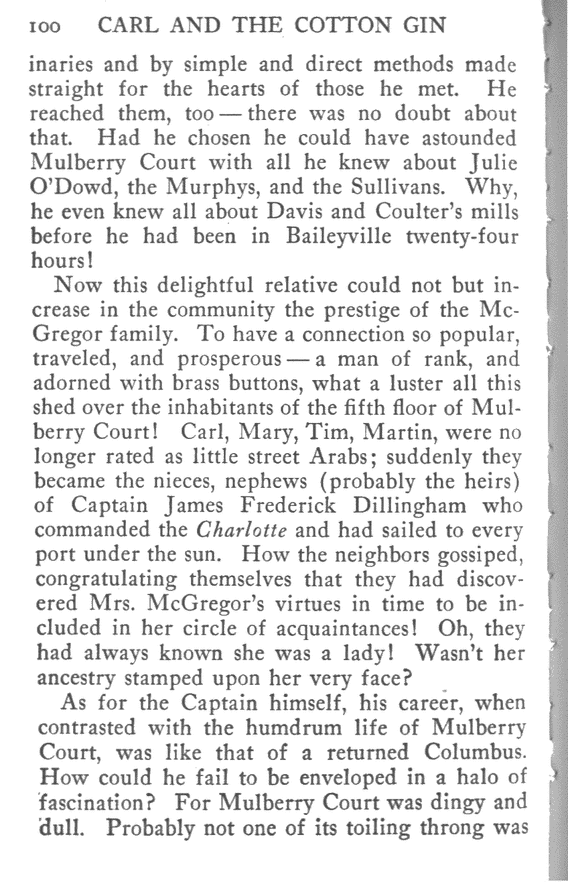 100 CARL AND THE COTTON GIN
inaries and by simple and direct methods made
straight for the hearts of those he met. He
reached them, too — there was no doubt about
that. Had he chosen he could have astounded
Mulberry Court with all he knew about Julie
O'Dowd, the Murphys, and the Sullivans. Why,
he even knew all about Davis and Coulter's mills
before he had been in Baileyville twenty-four
hours!
Now this delightful relative could not but in-
crease in the community the prestige of the Mc-
Gregor family. To have a connection so popular,
traveled, and prosperous — a man of rank, and
adorned with brass buttons, what a luster all this
shed over the inhabitants of the fifth floor of Mul-
berry Court! Carl, Mary, Tim, Martin, were no
longer rated as little street Arabs; suddenly they
became the nieces, nephews (probably the heirs)
of Captain James Frederick Dillingham who
commanded the Charlotte and had sailed to every
port under the sun. How the neighbors gossiped,
congratulating themselves that they had discov-
ered Mrs. McGregor's virtues in time to be in-
cluded in her circle of acquaintances! Oh, they
had always known she was a lady! Wasn't her
ancestry stamped upon her very face?
As for the Captain himself, his career, when
contrasted with the humdrum life of Mulberry
Court, was like that of a returned Columbus.
How could he fail to be enveloped in a halo of
fascination? For Mulberry Court was dingy and
dull. Probably not one of its toiling throng was